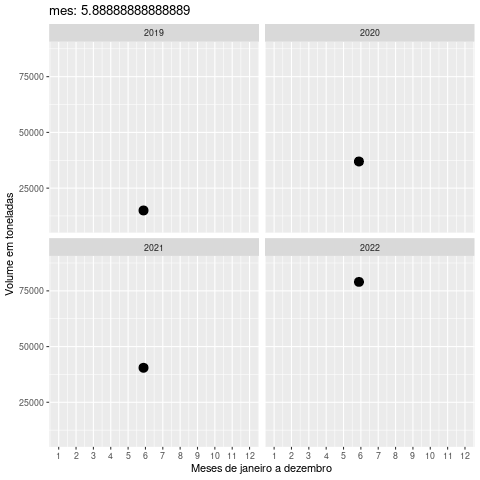 mes: 5.88888888888889
2019 2020
75000
50000
25000
Volume em toneladas
2021 2022
75000
50000
25000
1 2 3 4 5 6 7 8 9 10 11 12 1 2 3 4 5 6 7 8 9 10 11 12
Meses de janeiro a dezembro